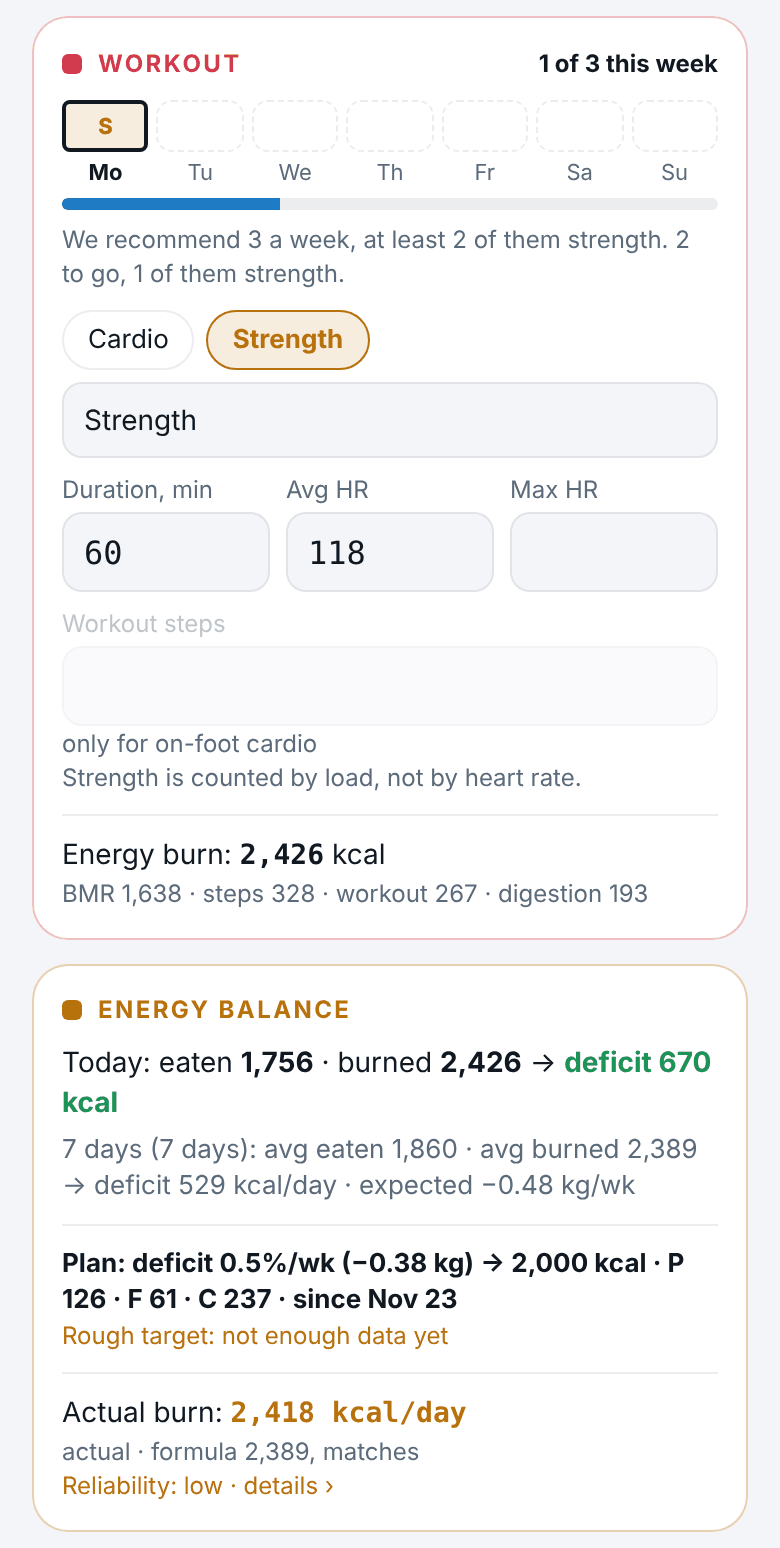 WORKOUT
1 of 3 this week
S
Mo Tu We Th Fr Sa Su
We recommend 3 a week, at least 2 of them strength. 2
to go, 1 of them strength.
Cardio Strength
Strength
Duration, min Avg HR Max HR
60 118
Workout steps
only for on-foot cardio
Strength is counted by load, not by heart rate.
Energy burn: 2,426 kcal
BMR 1,638 · steps 328 · workout 267 · digestion 193
ENERGY BALANCE
Today: eaten 1,756 · burned 2,426 → deficit 670
kcal
7 days (7 days): avg eaten 1,860 · avg burned 2,389
→ deficit 529 kcal/day · expected −0.48 kg/wk
Plan: deficit 0.5%/wk (−0.38 kg) → 2,000 kcal · P
126 · F 61 · C 237 · since Nov 23
Rough target: not enough data yet
Actual burn: 2,418 kcal/day
actual · formula 2,389, matches
Reliability: low · details ›